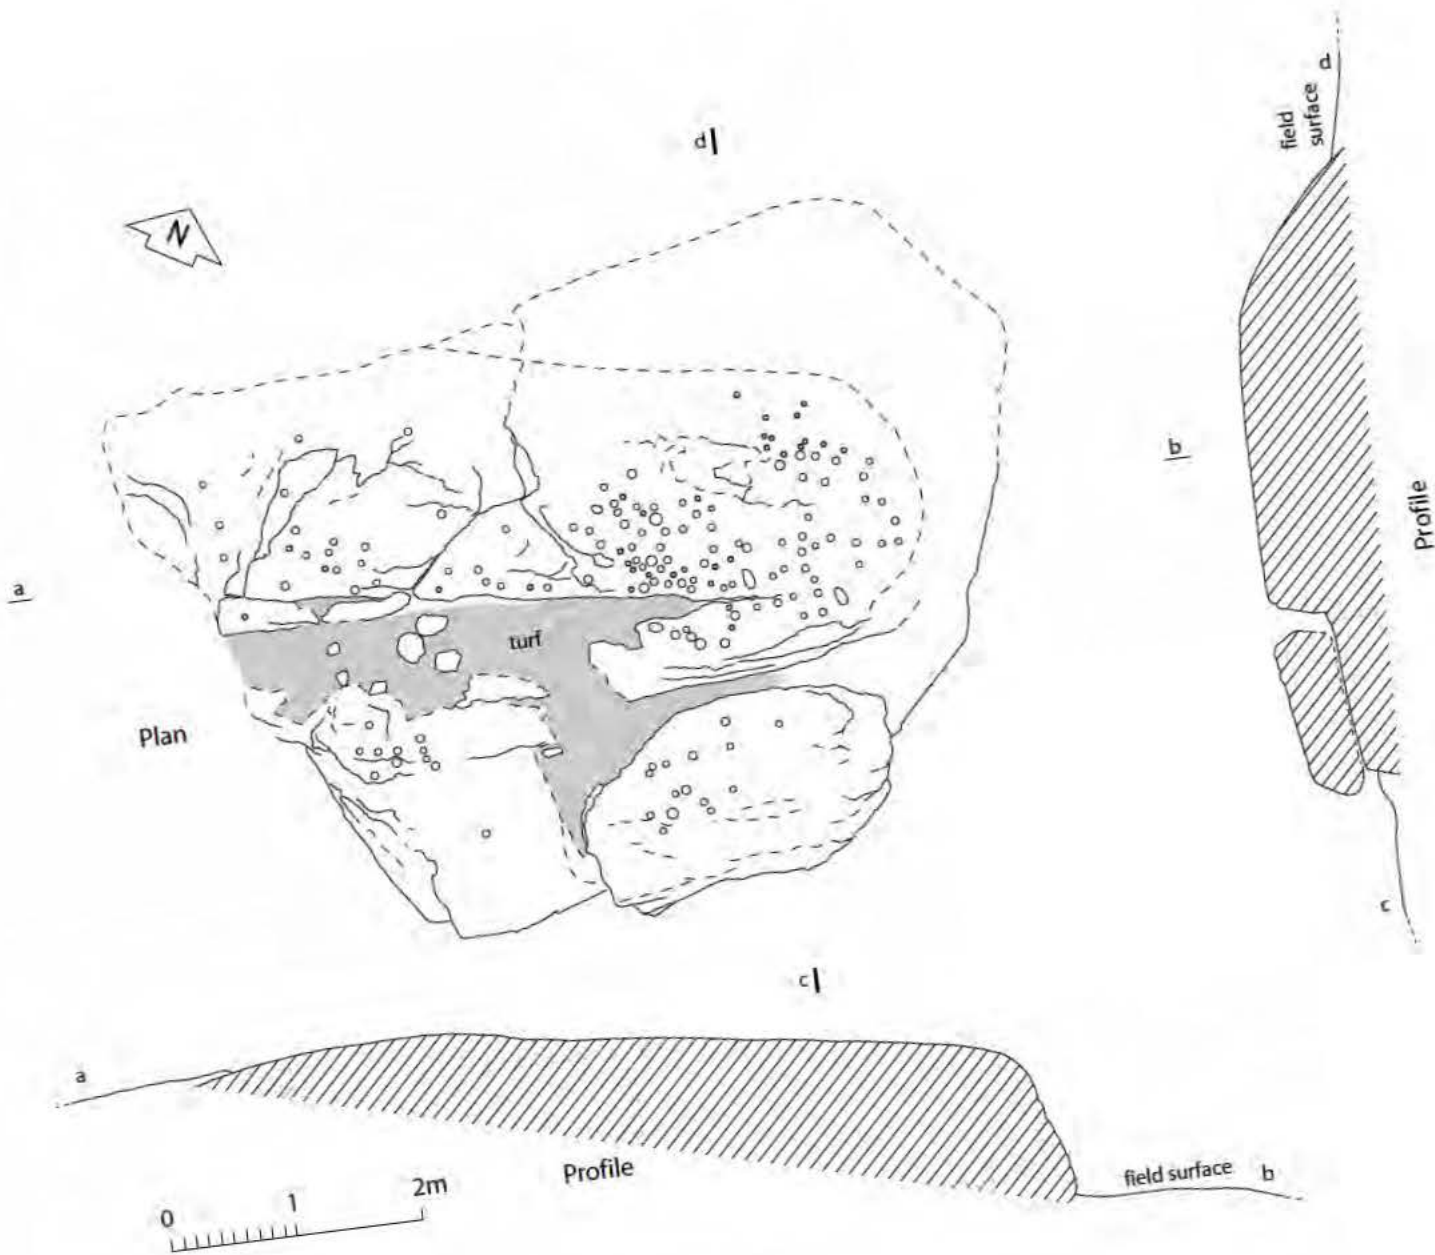 d
field
surface
d
N
b
Profile
a
turf
Plan
c
c
a
Profile
field surface b
0 1 2m